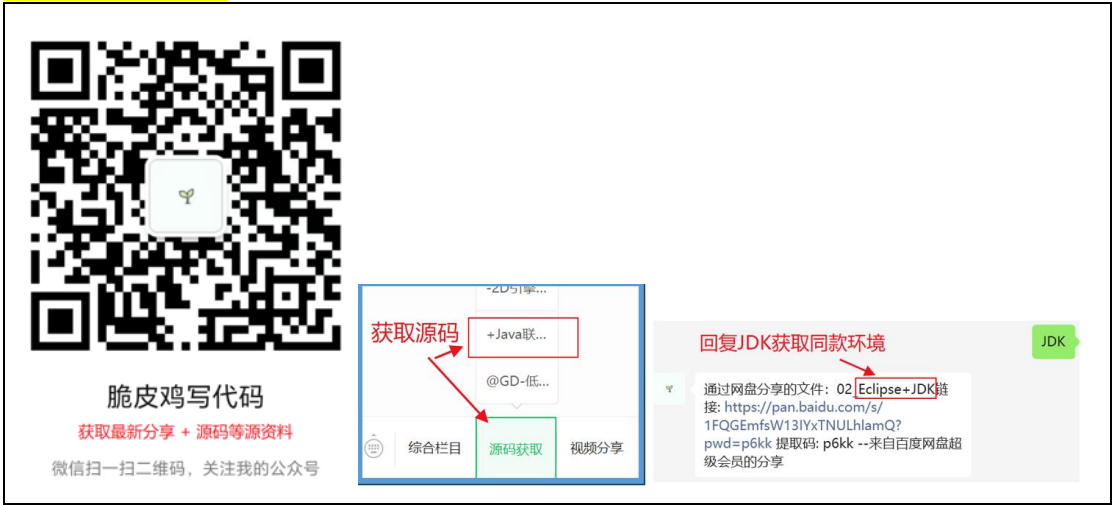 脆皮鸡写代码
获取最新分享 + 源码等源资料
微信扫一扫二维码，关注我的公众号
-2D引擎...
获取源码
+Java联...
@GD-低...
综合栏目
源码获取
视频分享
回复JDK获取同款环境
JDK
通过网盘分享的文件：02_Eclipse+JDK链
接: https://pan.baidu.com/s/
1FQGEmfsW13IYxTNULhlamQ?
pwd=p6kk 提取码: p6kk --来自百度网盘超
级会员的分享